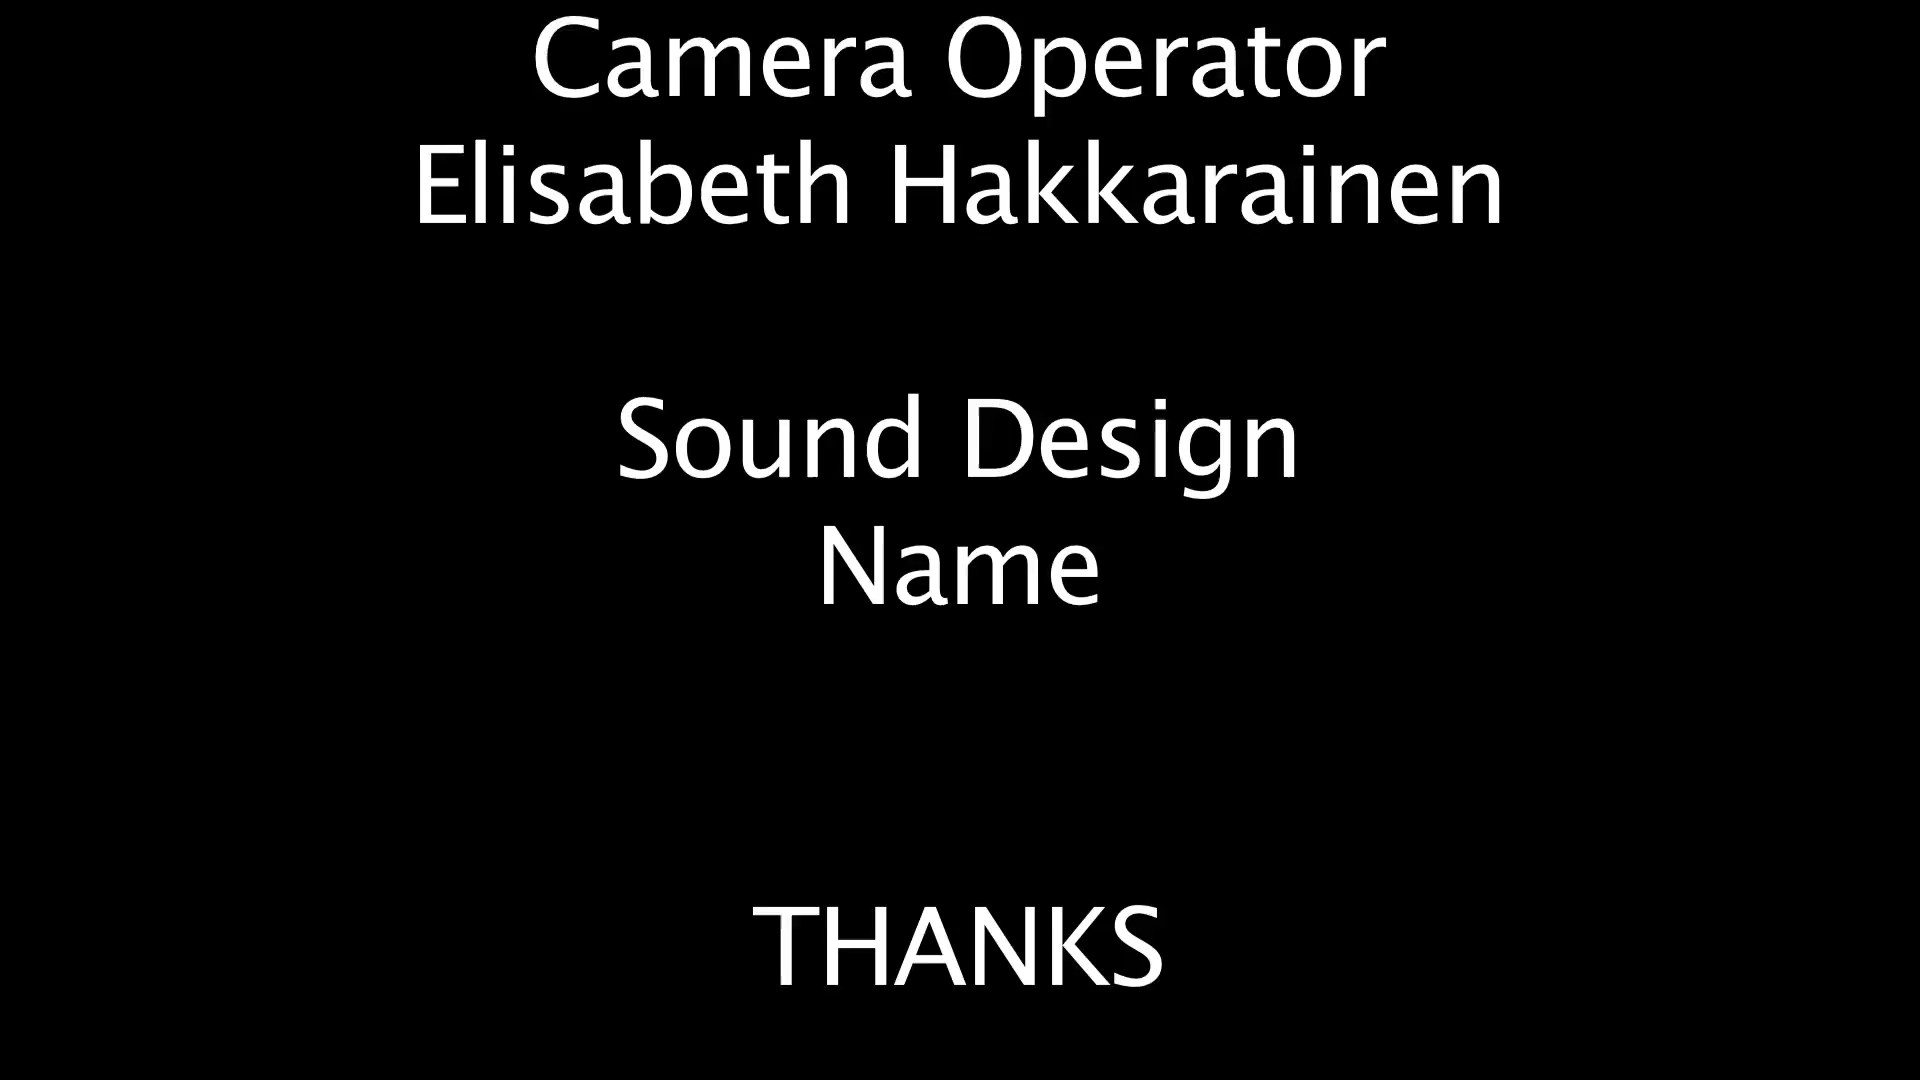 Camera Operator
Elisabeth Hakkarainen
Sound Design
Name
THANKS